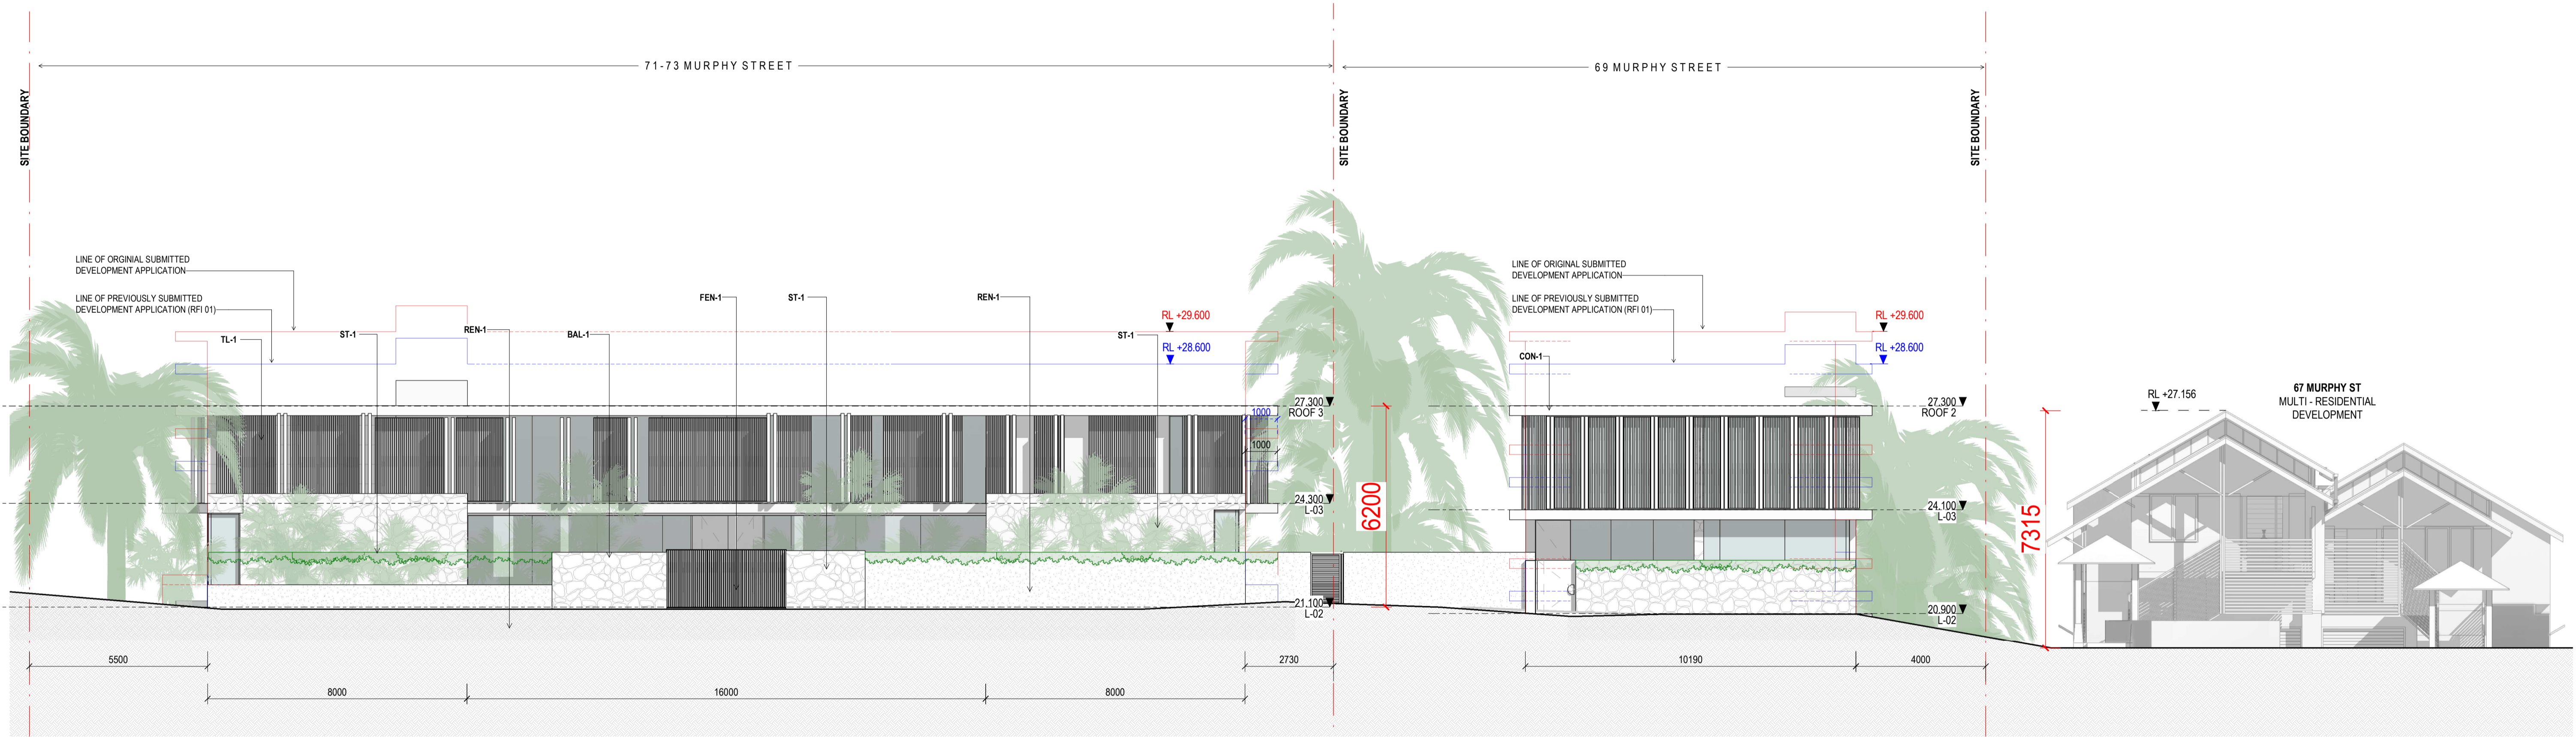 71-73 MURPHY STREET
69 MURPHY STREET
SITE BOUNDARY
SITE BOUNDARY
SITE BOUNDARY
LINE OF ORGINIAL SUBMITTED
DEVELOPMENT APPLICATION
LINE OF PREVIOUSLY SUBMITTED
DEVELOPMENT APPLICATION (RFI 01)
TL-1
ST-1
REN-1
BAL-1
FEN-1
ST-1
REN-1
ST-1
RL +29.600
RL +28.600
27.300
ROOF 3
1000
1000
24.300
L-03
21.100
L-02
6200
LINE OF ORIGINAL SUBMITTED
DEVELOPMENT APPLICATION
LINE OF PREVIOUSLY SUBMITTED
DEVELOPMENT APPLICATION (RFI 01)
CON-1
RL +29.600
RL +28.600
27.300
ROOF 2
24.100
L-03
20.900
L-02
7315
RL +27.156
67 MURPHY ST
MULTI - RESIDENTIAL
DEVELOPMENT
5500
2730
10190
4000
8000
16000
8000